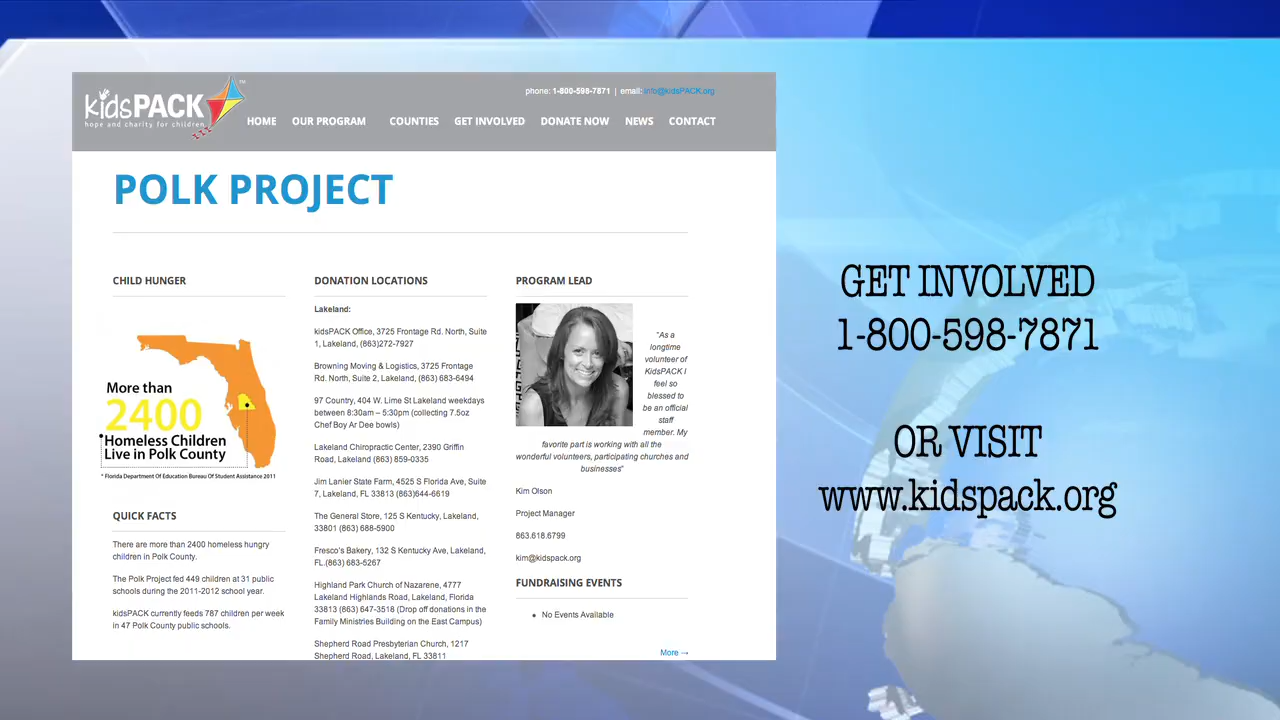 kidsPACK
TM
hope and charity for children
phone: 1-800-598-7871 | email: info@kidsPACK.org
HOME OUR PROGRAM COUNTIES GET INVOLVED DONATE NOW NEWS CONTACT
POLK PROJECT
CHILD HUNGER
More than
2400
Homeless Children
Live in Polk County
* Florida Department Of Education Bureau Of Student Assistance 2011
QUICK FACTS
There are more than 2400 homeless hungry
children in Polk County.
The Polk Project fed 449 children at 31 public
schools during the 2011-2012 school year.
kidsPACK currently feeds 787 children per week
in 47 Polk County public schools.
DONATION LOCATIONS
Lakeland:
kidsPACK Office, 3725 Frontage Rd. North, Suite
1, Lakeland, (863)272-7927
Browning Moving & Logistics, 3725 Frontage
Rd. North, Suite 2, Lakeland, (863) 683-6494
97 Country, 404 W. Lime St Lakeland weekdays
between 8:30am – 5:30pm (collecting 7.5oz
Chef Boy Ar Dee bowls)
Lakeland Chiropractic Center, 2390 Griffin
Road, Lakeland (863) 859-0335
Jim Lanier State Farm, 4525 S Florida Ave, Suite
7, Lakeland, FL 33813 (863)644-6619
The General Store, 125 S Kentucky, Lakeland,
33801 (863) 688-5900
Fresco's Bakery, 132 S Kentucky Ave, Lakeland,
FL.(863) 683-5267
Highland Park Church of Nazarene, 4777
Lakeland Highlands Road, Lakeland, Florida
33813 (863) 647-3518 (Drop off donations in the
Family Ministries Building on the East Campus)
Shepherd Road Presbyterian Church, 1217
Shepherd Road, Lakeland, FL 33811
PROGRAM LEAD
"As a
longtime
volunteer of
KidsPACK I
feel so
blessed to
be an official
staff
member. My
favorite part is working with all the
wonderful volunteers, participating churches and
businesses"
Kim Olson
Project Manager
863.618.6799
kim@kidspack.org
FUNDRAISING EVENTS
• No Events Available
More →
GET INVOLVED
1-800-598-7871
OR VISIT
www.kidspack.org